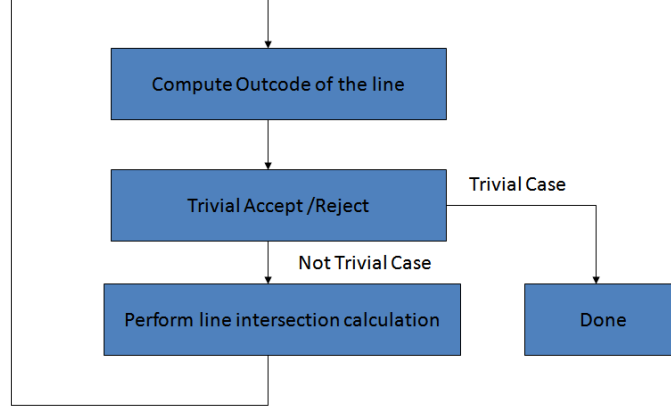 Compute Outcode of the line
Trivial Accept /Reject
Trivial Case
Not Trivial Case
Perform line intersection calculation
Done